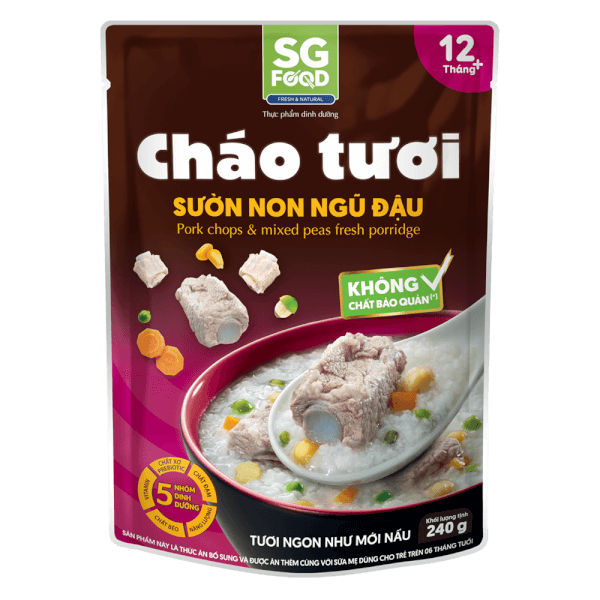 SG
FOOD
FRESH & NATURAL
Thực phẩm dinh dưỡng
12+
Tháng
Cháo tươi
SƯỜN NON NGŨ ĐẬU
Pork chops & mixed peas fresh porridge
KHÔNG
CHẤT BẢO QUẢN(*)
CHẤT XƠ
PREBIOTIC
CHẤT ĐẠM
NĂNG LƯỢNG
CHẤT BÉO
VITAMIN
5 NHÓM
DINH
DƯỠNG
TƯƠI NGON NHƯ MỚI NẤU
Khối lượng tịnh
240 g
SẢN PHẨM NÀY LÀ THỨC ĂN BỔ SUNG VÀ ĐƯỢC ĂN THÊM CÙNG VỚI SỮA MẸ DÙNG CHO TRẺ TRÊN 06 THÁNG TUỔI